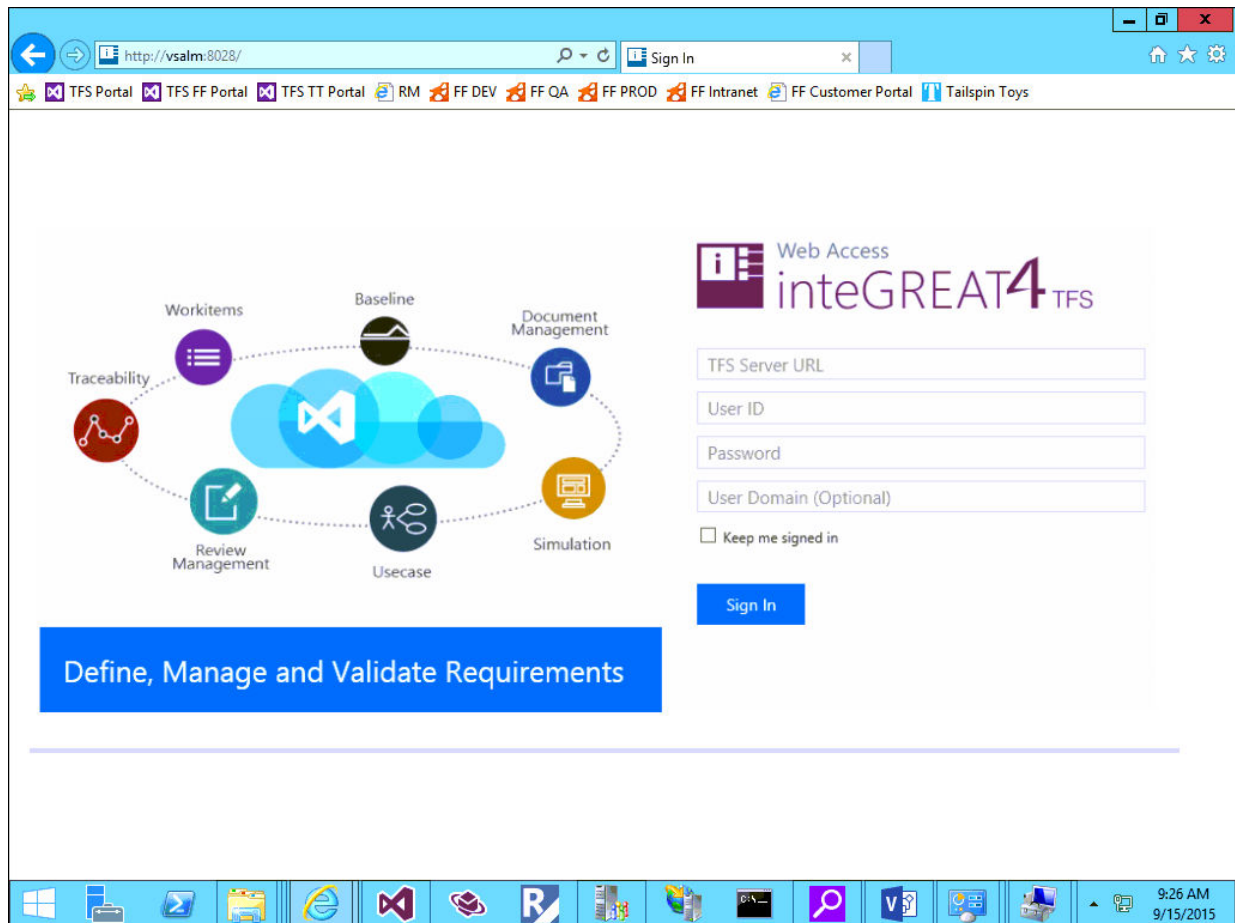 http://vsalm:8028/
Sign In
TFS Portal TFS FF Portal TFS TT Portal RM FF DEV FF QA FF PROD FF Intranet FF Customer Portal Tailspin Toys
Workitems
Baseline
Document
Management
Traceability
Review
Management
Usecase
Simulation
Define, Manage and Validate Requirements
Web Access
inteGREAT4 TFS
TFS Server URL
User ID
Password
User Domain (Optional)
Keep me signed in
Sign In
9:26 AM
9/15/2015